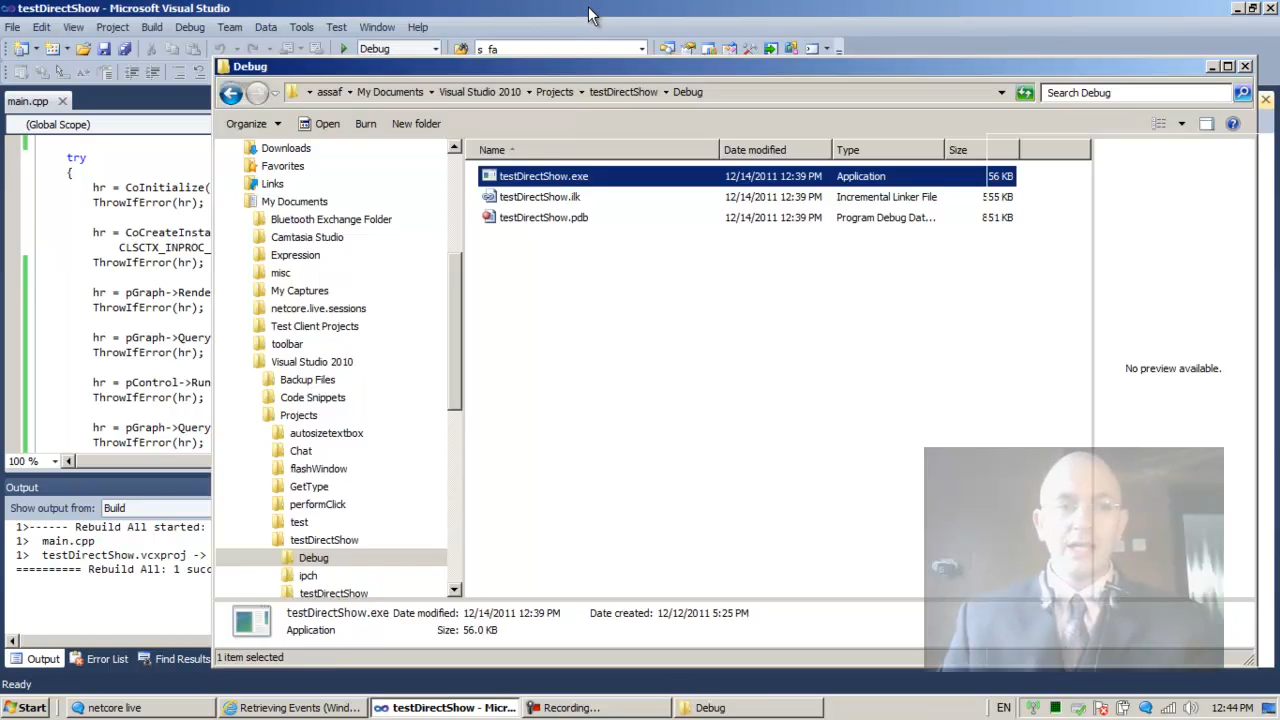 testDirectShow - Microsoft Visual Studio
File Edit View Project Build Debug Team Data Tools Test Window Help
Debug s fa
Debug
main.cpp
assaf My Documents Visual Studio 2010 Projects testDirectShow Debug Search Debug
(Global Scope)
Organize Open Burn New folder
try
{
hr = CoInitialize(
ThrowIfError(hr);
hr = CoCreateInsta
CLSCTX_INPROC_
ThrowIfError(hr);
hr = pGraph->Rende
ThrowIfError(hr);
hr = pGraph->Query
ThrowIfError(hr);
hr = pControl->Run
ThrowIfError(hr);
hr = pGraph->Query
ThrowIfError(hr);
100 %
Output
Show output from: Build
1>------ Rebuild All started:
1> main.cpp
1> testDirectShow.vcxproj ->
========== Rebuild All: 1 succ
Output Error List Find Results
Ready
Downloads
Favorites
Links
My Documents
Bluetooth Exchange Folder
Camtasia Studio
Expression
misc
My Captures
netcore.live.sessions
Test Client Projects
toolbar
Visual Studio 2010
Backup Files
Code Snippets
Projects
autosizetextbox
Chat
flashWindow
GetType
performClick
test
testDirectShow
Debug
ipch
testDirectShow
Name Date modified Type Size
testDirectShow.exe 12/14/2011 12:39 PM Application 56 KB
testDirectShow.ilk 12/14/2011 12:39 PM Incremental Linker File 555 KB
testDirectShow.pdb 12/14/2011 12:39 PM Program Debug Dat... 851 KB
No preview available.
testDirectShow.exe Date modified: 12/14/2011 12:39 PM Date created: 12/12/2011 5:25 PM
Application Size: 56.0 KB
1 item selected
Start netcore live Retrieving Events (Wind... testDirectShow - Micr... Recording... Debug EN 12:44 PM